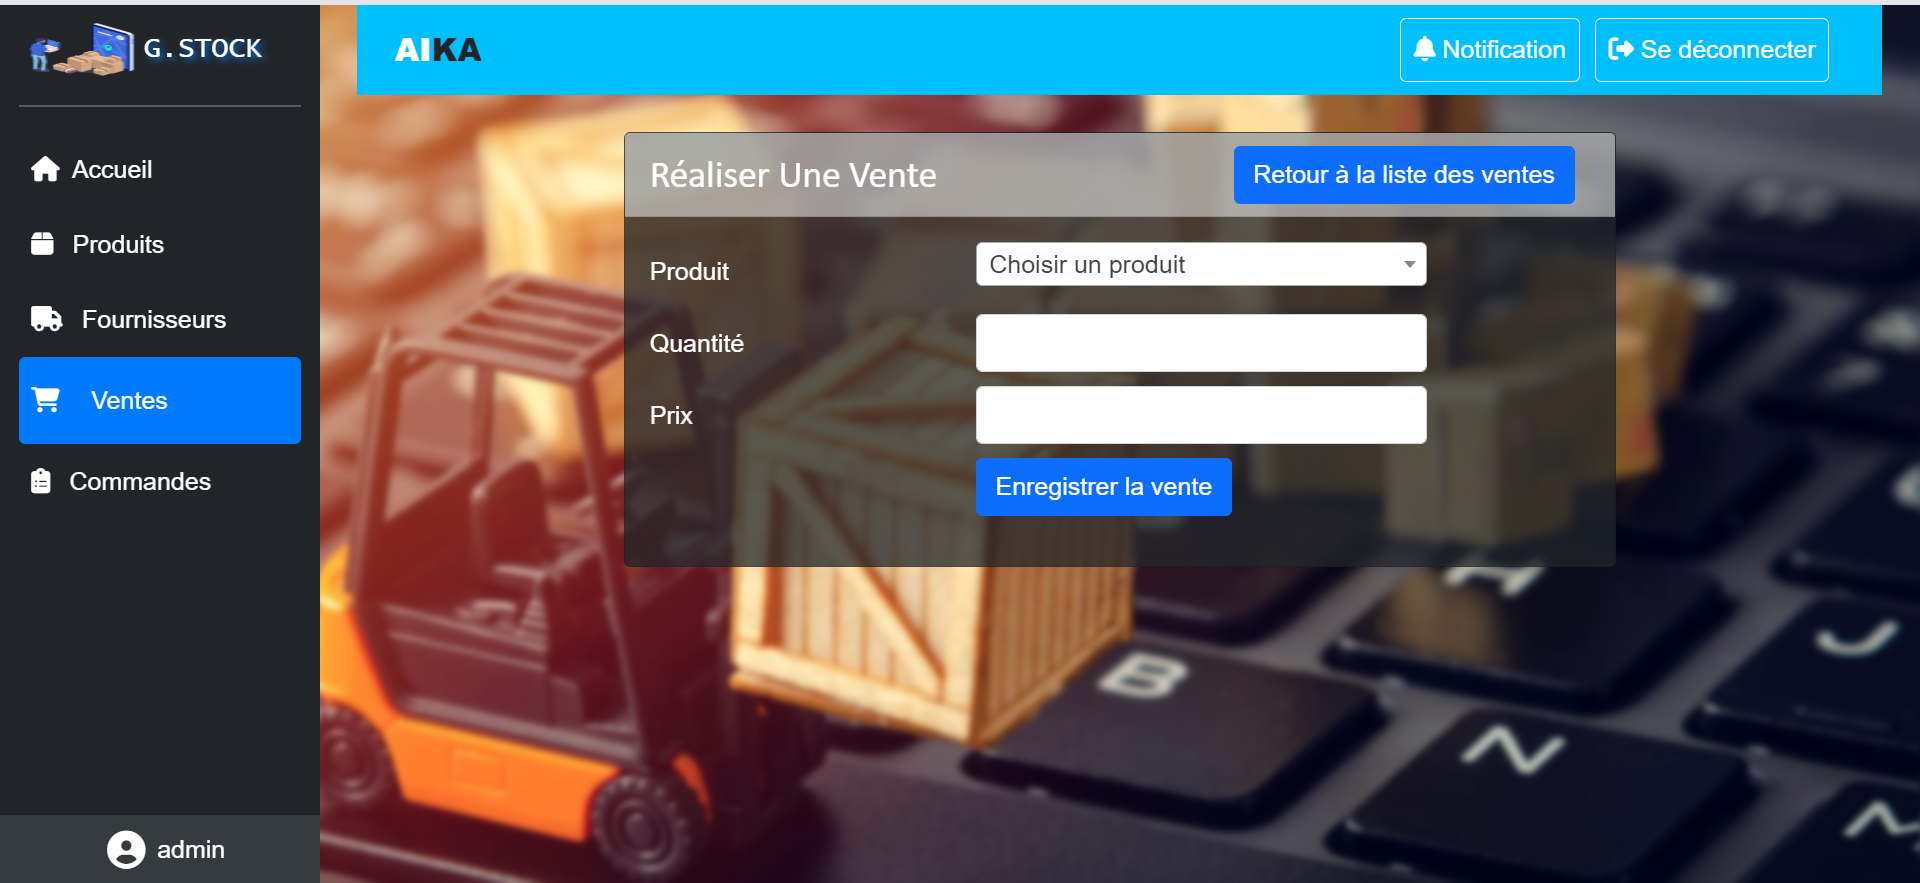 G.STOCK
AIKA
Notification
Se déconnecter
Accueil
Produits
Fournisseurs
Ventes
Commandes
admin
Réaliser Une Vente
Retour à la liste des ventes
Produit
Choisir un produit
Quantité
Prix
Enregistrer la vente
H
J
B
N
M